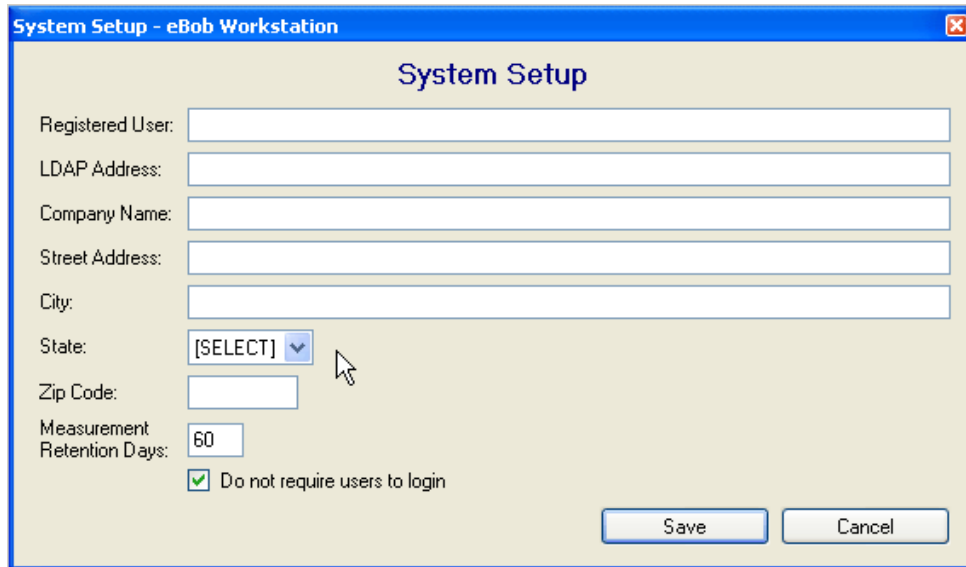 System Setup - eBob Workstation
System Setup
Registered User:
LDAP Address:
Company Name:
Street Address:
City:
State: [SELECT]
Zip Code:
Measurement
Retention Days: 60
Do not require users to login
Save Cancel